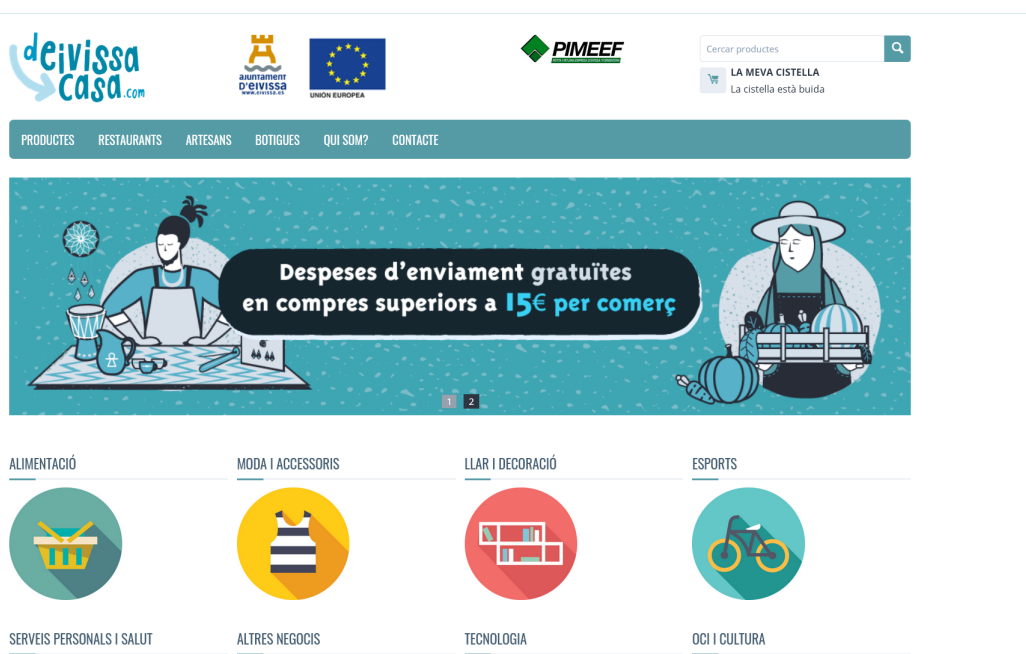 deivissa
casa.com
ajuntament
D'EIVISSA
www.eivissa.es
UNIÓN EUROPEA
PIMEEF
Cercar productes
LA MEVA CISTELLA
La cistella està buida
PRODUCTES RESTAURANTS ARTESANS BOTIGUES QUI SOM? CONTACTE
Despeses d'enviament gratuïtes
en compres superiors a 15€ per comerç
1 2
ALIMENTACIÓ MODA I ACCESSORIS LLAR I DECORACIÓ ESPORTS
SERVEIS PERSONALS I SALUT ALTRES NEGOCIS TECNOLOGIA OCI I CULTURA